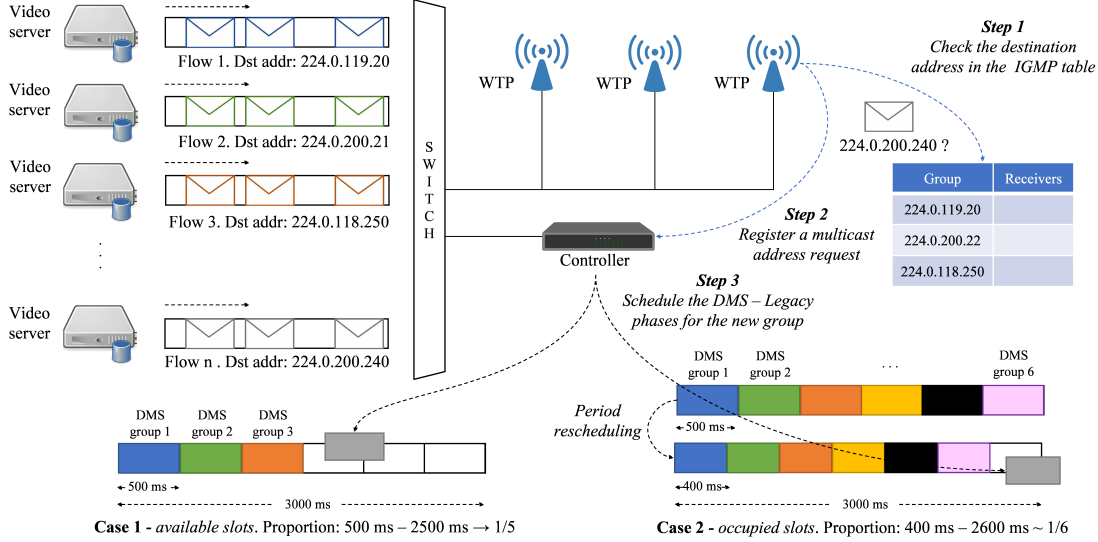 Video
server
Flow 1. Dst addr: 224.0.119.20
Video
server
Flow 2. Dst addr: 224.0.200.21
Video
server
Flow 3. Dst addr: 224.0.118.250
. . .
Video
server
Flow n . Dst addr: 224.0.200.240
SWITCH
WTP
WTP
WTP
Step 1
Check the destination
address in the IGMP table
224.0.200.240 ?
Group Receivers
224.0.119.20
224.0.200.22
224.0.118.250
Step 2
Register a multicast
address request
Controller
Step 3
Schedule the DMS – Legacy
phases for the new group
DMS
group 1
DMS
group 2
DMS
group 3
500 ms
3000 ms
Case 1 - available slots. Proportion: 500 ms – 2500 ms → 1/5
DMS
group 1
DMS
group 2
. . .
DMS
group 6
500 ms
Period
rescheduling
400 ms
3000 ms
Case 2 - occupied slots. Proportion: 400 ms – 2600 ms ~ 1/6